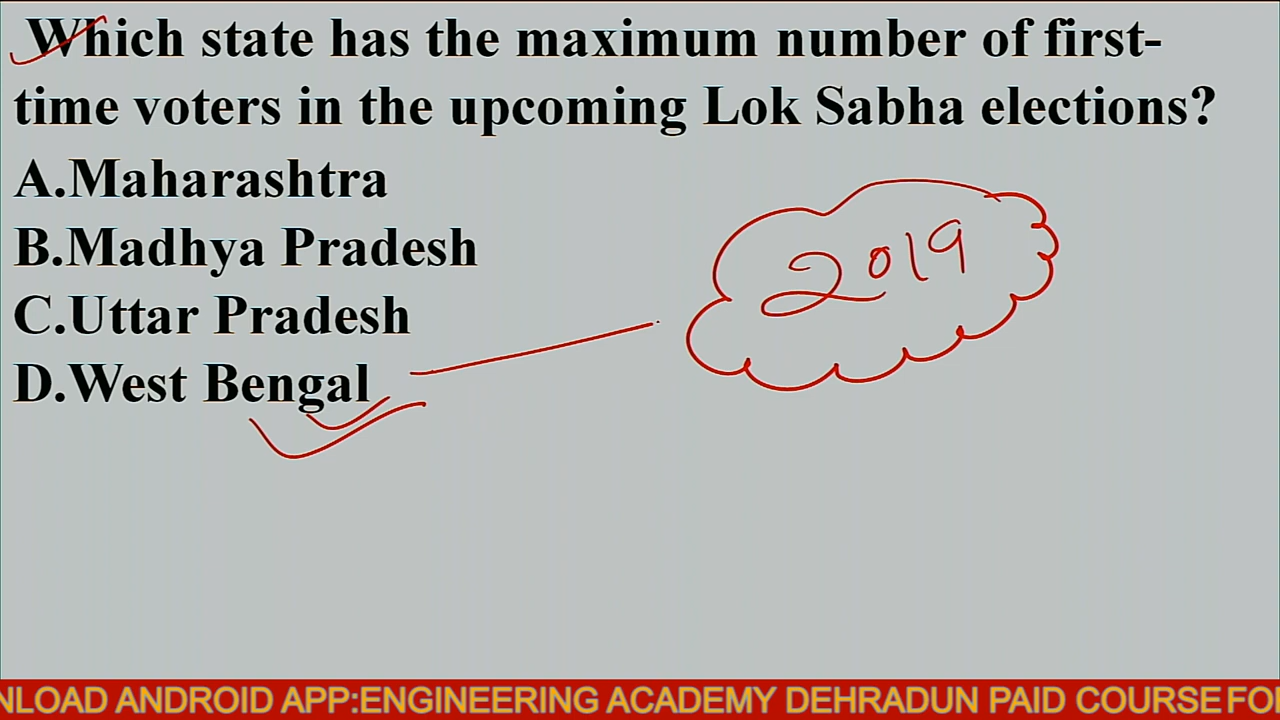 Which state has the maximum number of first-
time voters in the upcoming Lok Sabha elections?
A.Maharashtra
B.Madhya Pradesh
C.Uttar Pradesh
D.West Bengal
2019
NLOAD ANDROID APP:ENGINEERING ACADEMY DEHRADUN PAID COURSE FO